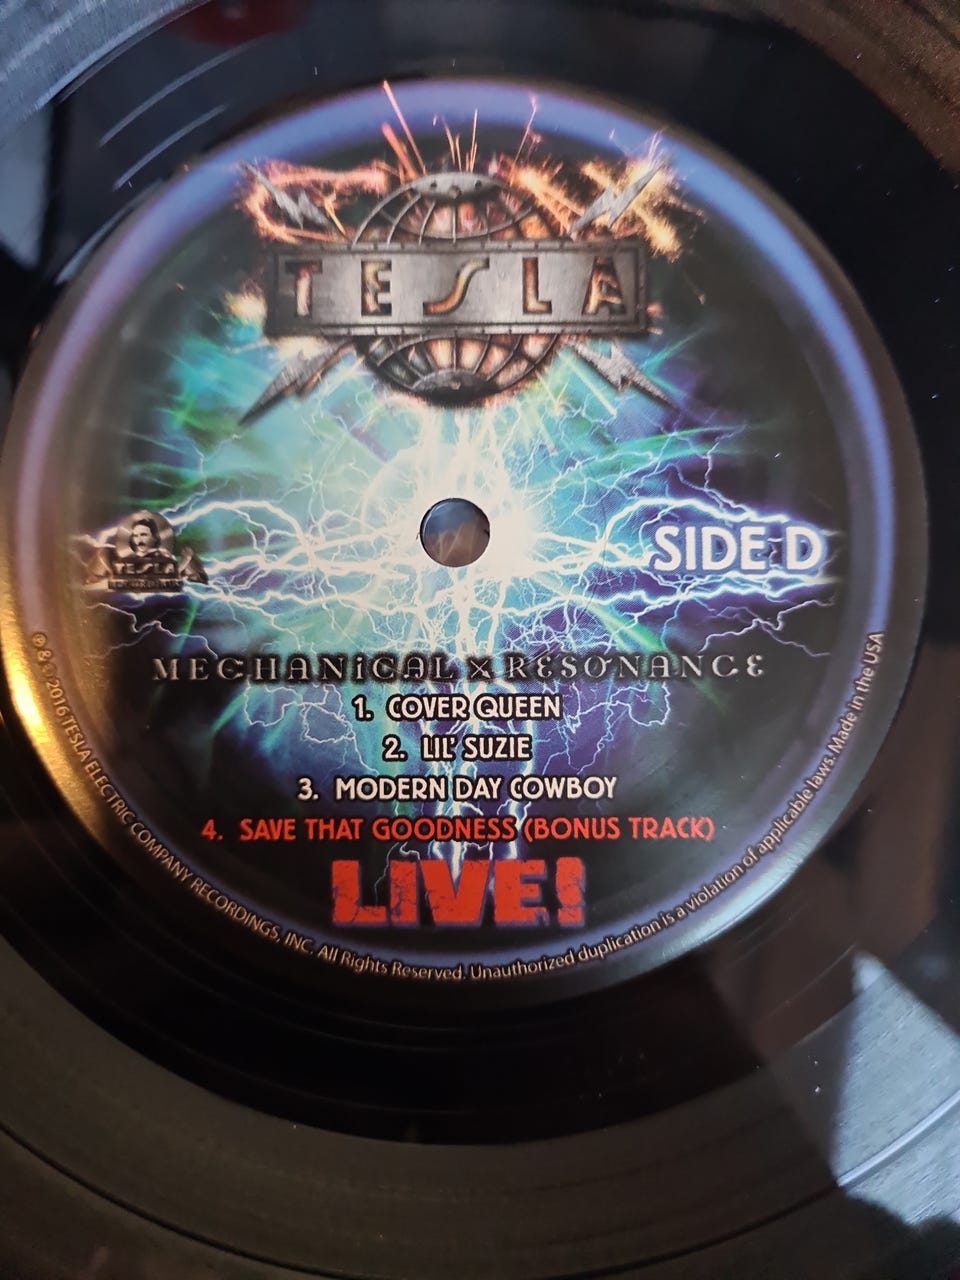 TESLA
SIDE D
TESLA
MECHANICAL X RESONANCE
1. COVER QUEEN
2. LIL' SUZIE
3. MODERN DAY COWBOY
4. SAVE THAT GOODNESS (BONUS TRACK)
LIVE!
℗ & © 2016 TESLA ELECTRIC COMPANY RECORDINGS, INC. All Rights Reserved. Unauthorized duplication is a violation of applicable laws. Made in the USA